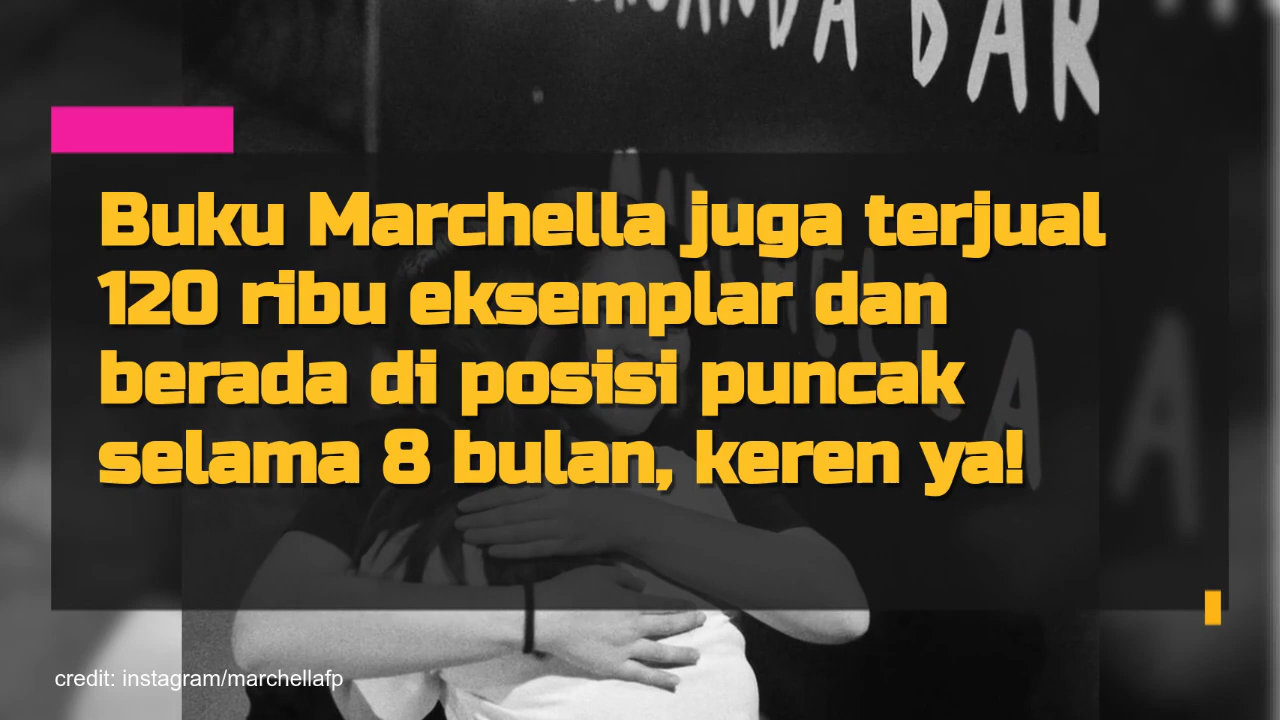 BAR
Buku Marchella juga terjual
120 ribu eksemplar dan
berada di posisi puncak
selama 8 bulan, keren ya!
credit: instagram/marchellafp